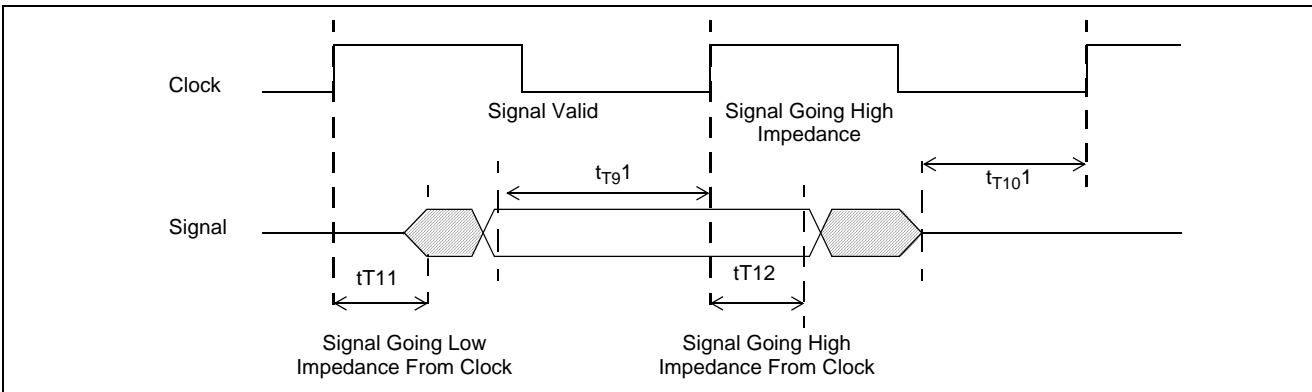 Clock
Signal Valid
Signal Going High
Impedance
tT91
tT101
Signal
tT11
tT12
Signal Going Low
Impedance From Clock
Signal Going High
Impedance From Clock